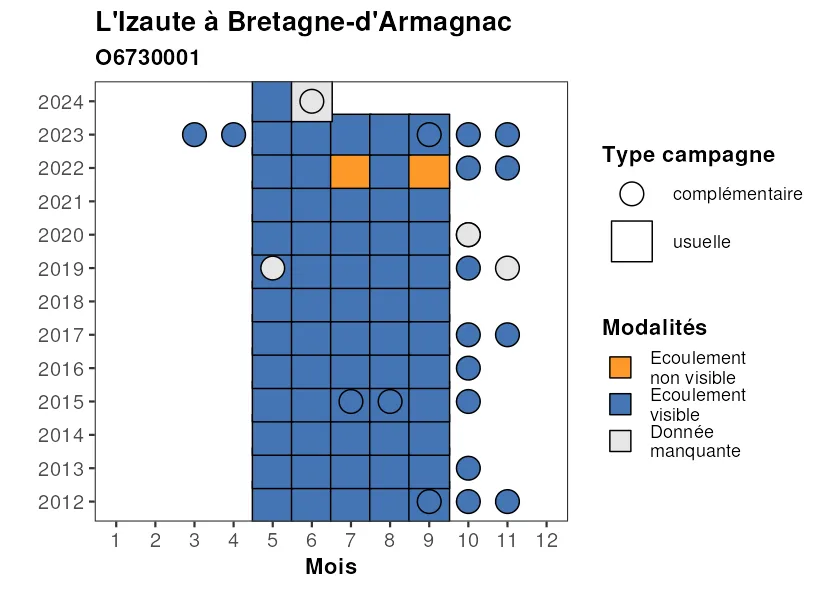 L'Izaute à Bretagne-d'Armagnac
O6730001
2024
2023
2022
2021
2020
2019
2018
2017
2016
2015
2014
2013
2012
1 2 3 4 5 6 7 8 9 10 11 12
Mois
Type campagne
complémentaire
usuelle
Modalités
Ecoulement
non visible
Ecoulement
visible
Donnée
manquante